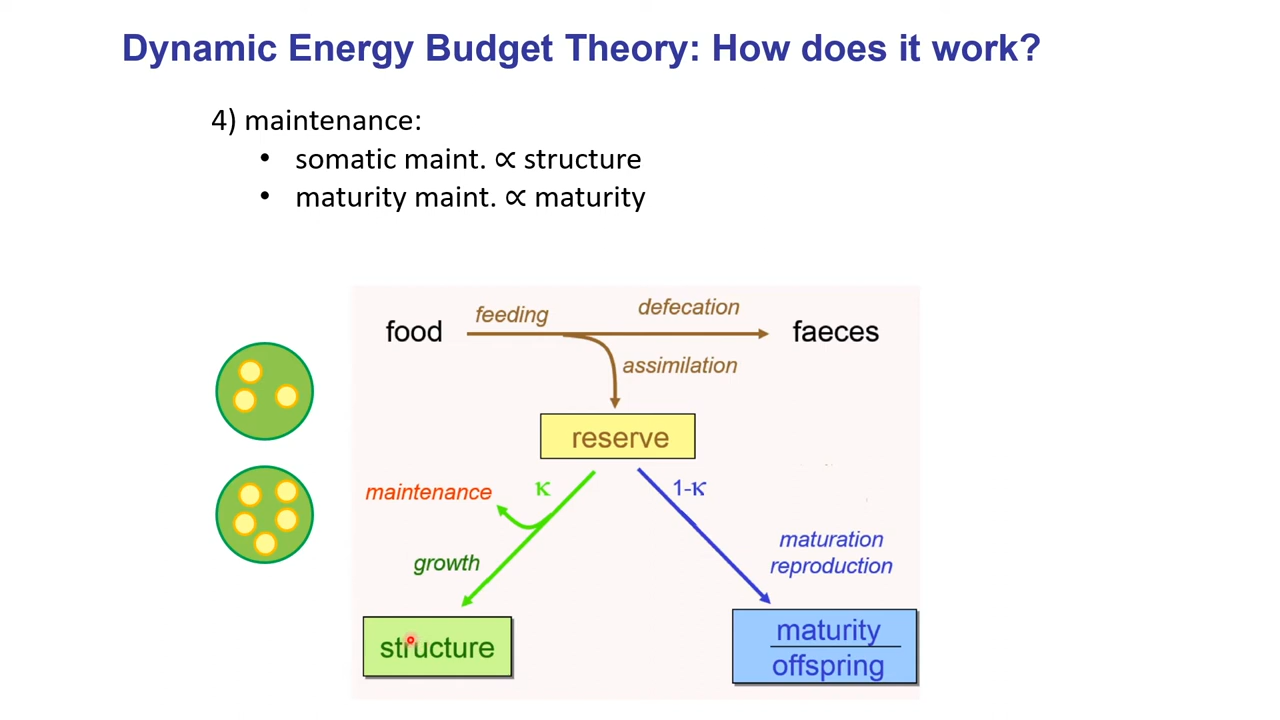 Dynamic Energy Budget Theory: How does it work?
4) maintenance:
• somatic maint. ∝ structure
• maturity maint. ∝ maturity
feeding
defecation
food
faeces
assimilation
reserve
maintenance
κ
1-κ
growth
maturation
reproduction
structure
maturity
offspring